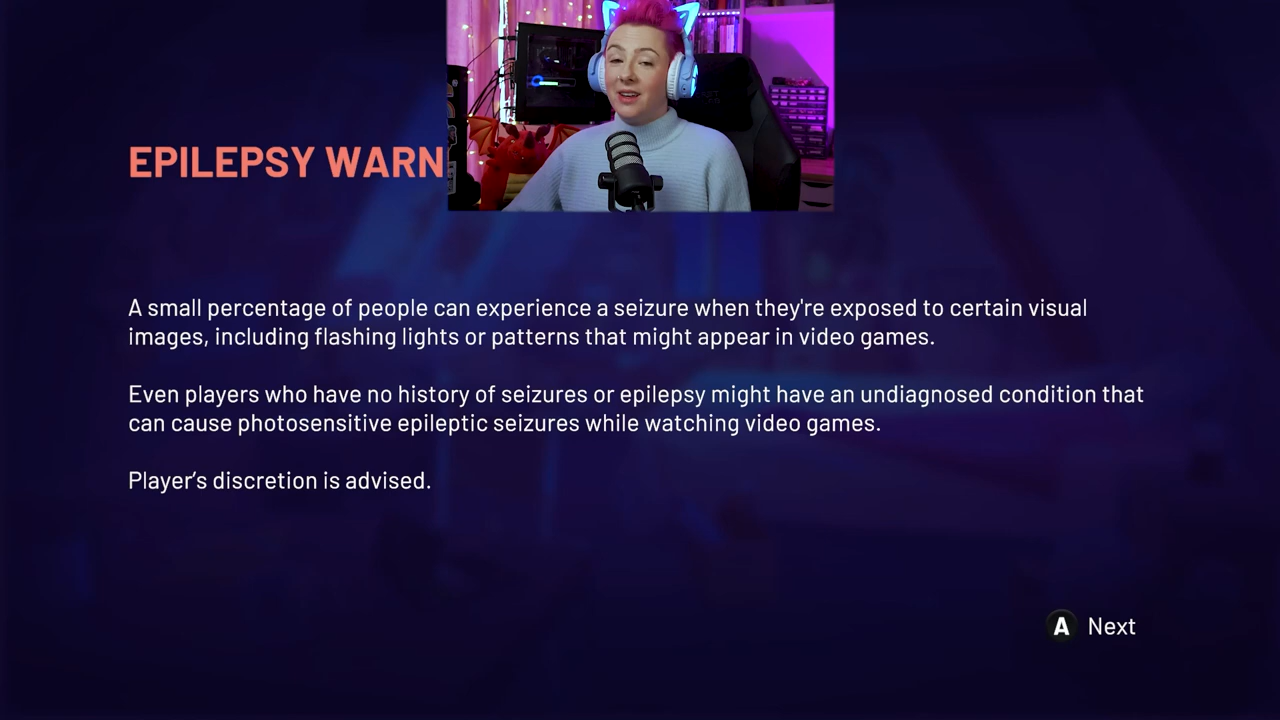 EPILEPSY WARN
A small percentage of people can experience a seizure when they're exposed to certain visual
images, including flashing lights or patterns that might appear in video games.
Even players who have no history of seizures or epilepsy might have an undiagnosed condition that
can cause photosensitive epileptic seizures while watching video games.
Player’s discretion is advised.
A Next